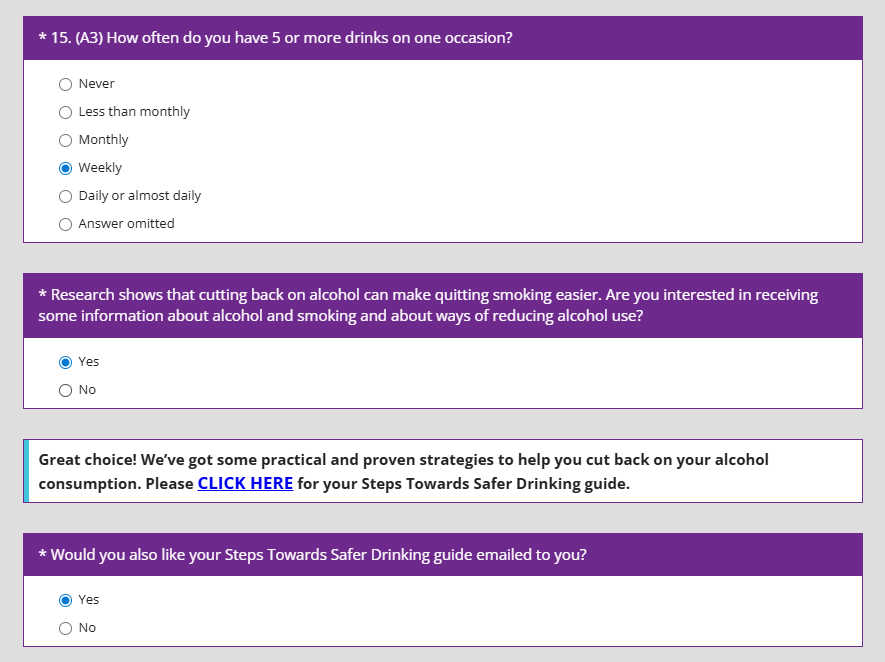 * 15. (A3) How often do you have 5 or more drinks on one occasion?
Never
Less than monthly
Monthly
Weekly
Daily or almost daily
Answer omitted
* Research shows that cutting back on alcohol can make quitting smoking easier. Are you interested in receiving
some information about alcohol and smoking and about ways of reducing alcohol use?
Yes
No
Great choice! We’ve got some practical and proven strategies to help you cut back on your alcohol
consumption. Please CLICK HERE for your Steps Towards Safer Drinking guide.
* Would you also like your Steps Towards Safer Drinking guide emailed to you?
Yes
No